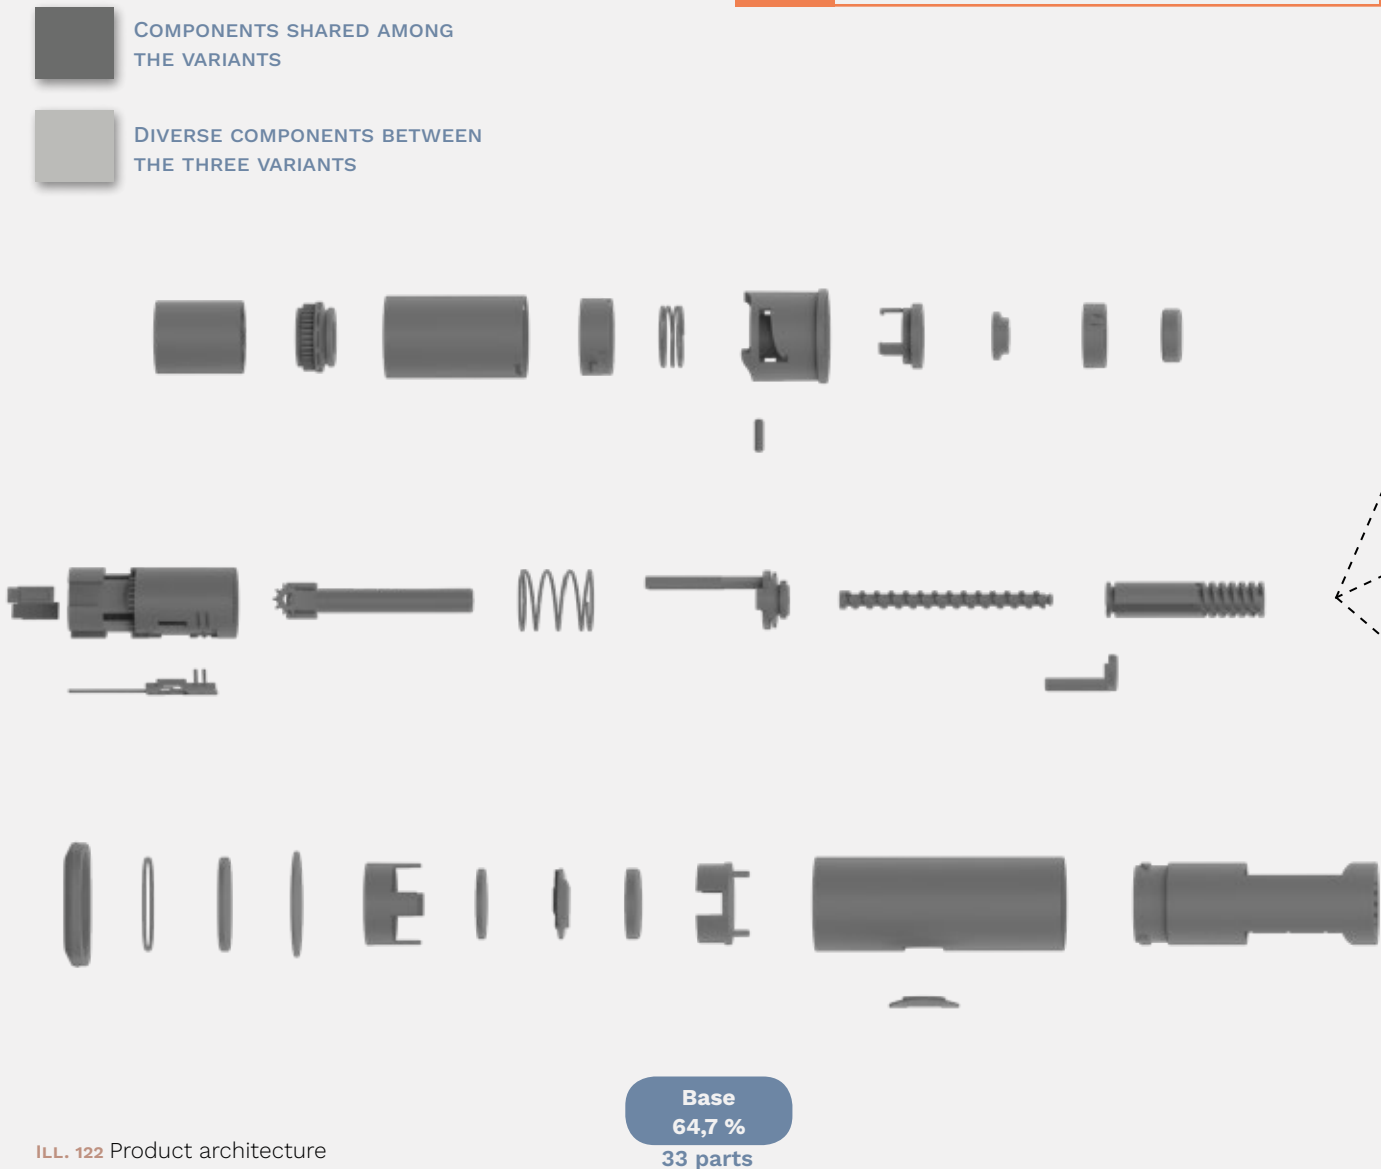 Components shared among
the variants
Diverse components between
the three variants
Base
64,7 %
33 parts
Ill. 122 Product architecture